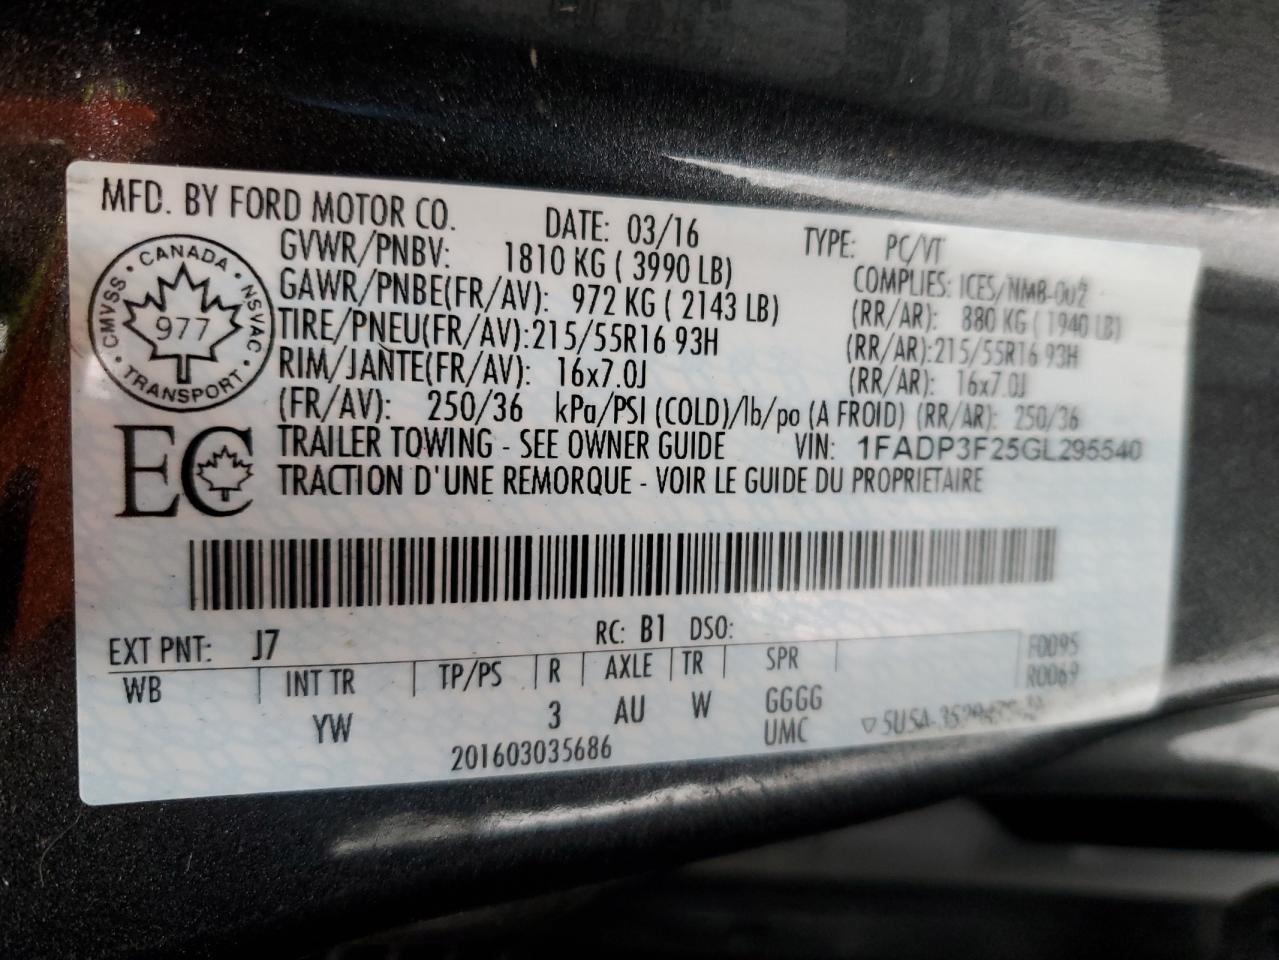 MFD. BY FORD MOTOR CO. DATE: 03/16 TYPE: PC/VT
GVWR/PNBV: 1810 KG ( 3990 LB) COMPLIES: ICES/NMB-002
GAWR/PNBE(FR/AV): 972 KG ( 2143 LB) (RR/AR): 880 KG ( 1940 LB)
TIRE/PNEU(FR/AV):215/55R16 93H (RR/AR):215/55R16 93H
RIM/JANTE(FR/AV): 16x7.0J (RR/AR): 16x7.0J
(FR/AV): 250/36 kPa/PSI (COLD)/lb/po (A FROID) (RR/AR): 250/36
TRAILER TOWING - SEE OWNER GUIDE VIN: 1FADP3F25GL295540
TRACTION D'UNE REMORQUE - VOIR LE GUIDE DU PROPRIETAIRE
CANADA
CMVSS 977 NSVAC
TRANSPORT
EC
EXT PNT: J7 RC: B1 DSO:
WB INT TR TP/PS R AXLE TR SPR F0095
R0069
YW 3 AU W GGGG
UMC
201603035686